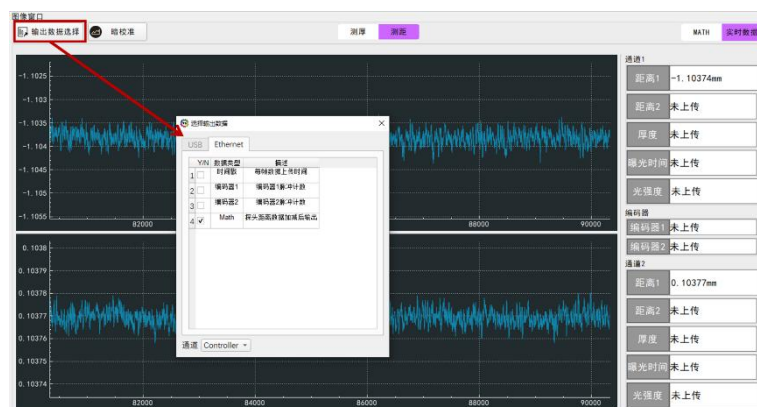 图像窗口
输出数据选择 暗校准 测厚 测距 MATH 实时数据
-1.1025
-1.103
-1.1035
-1.104
-1.1045
-1.105
-1.1055
82000 88000 90000
0.1038
0.10379
0.10378
0.10377
0.10376
0.10375
0.10374
82000 84000 86000 88000 90000
选择输出数据
USB Ethernet
Y/N 数据类型 描述
1 时间戳 每帧数据上传时间
2 编码器1 编码器1脉冲计数
3 编码器2 编码器2脉冲计数
4 Math 探头面距数据加减后输出
通道 Controller
通道1
距离1 -1.10374mm
距离2 未上传
厚度 未上传
曝光时间 未上传
光强度 未上传
编码器
编码器1 未上传
编码器2 未上传
通道2
距离1 0.10377mm
距离2 未上传
厚度 未上传
曝光时间 未上传
光强度 未上传